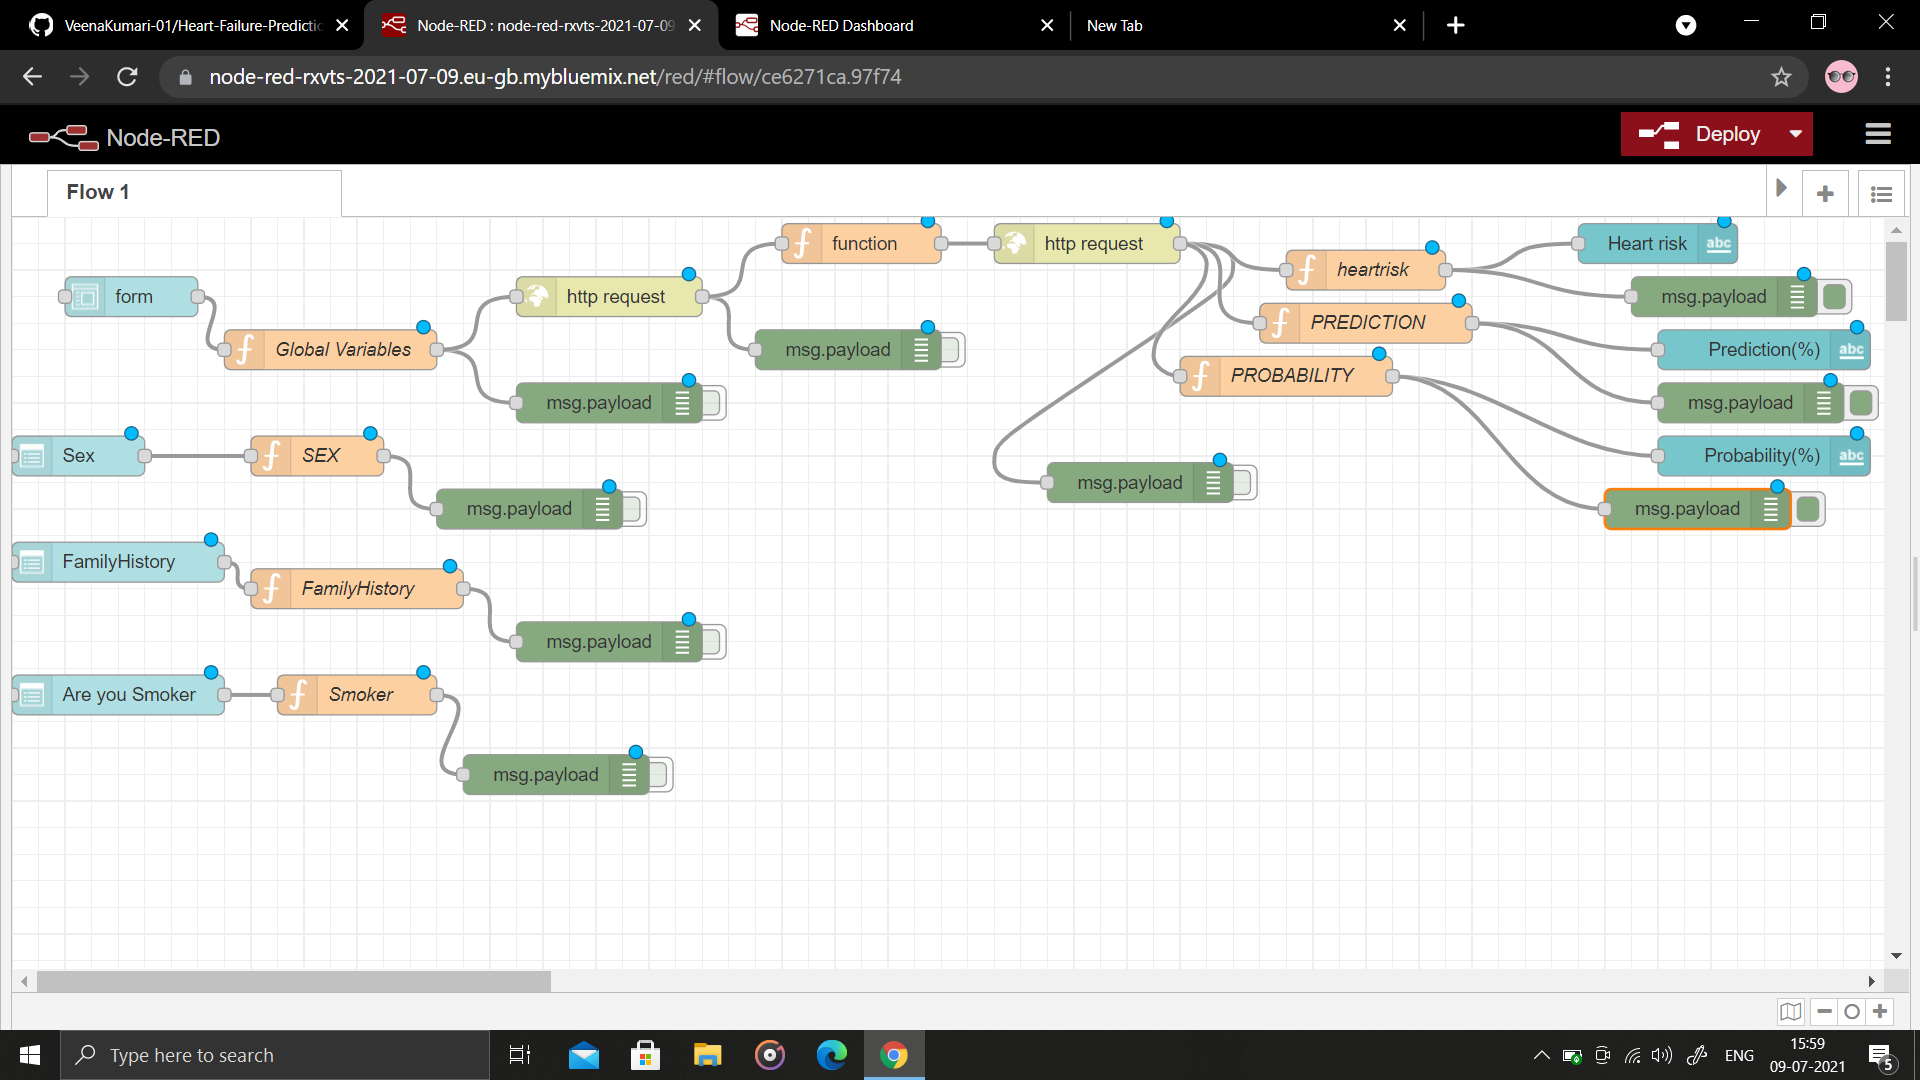 VeenaKumari-01/Heart-Failure-Predictic
Node-RED : node-red-rxvts-2021-07-09
Node-RED Dashboard
New Tab
node-red-rxvts-2021-07-09.eu-gb.mybluemix.net/red/#flow/ce6271ca.97f74
Node-RED
Deploy
Flow 1
function
http request
Heart risk
abc
heartrisk
form
http request
msg.payload
PREDICTION
Global Variables
msg.payload
Prediction(%)
abc
PROBABILITY
msg.payload
msg.payload
Sex
SEX
Probability(%)
abc
msg.payload
msg.payload
msg.payload
FamilyHistory
FamilyHistory
msg.payload
Are you Smoker
Smoker
msg.payload
Type here to search
ENG
15:59
09-07-2021
5